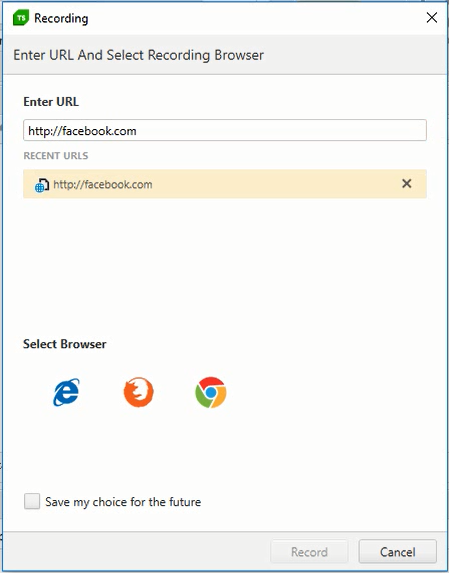 TS Recording
Enter URL And Select Recording Browser
Enter URL
http://facebook.com
RECENT URLS
http://facebook.com
Select Browser
Save my choice for the future
Record Cancel